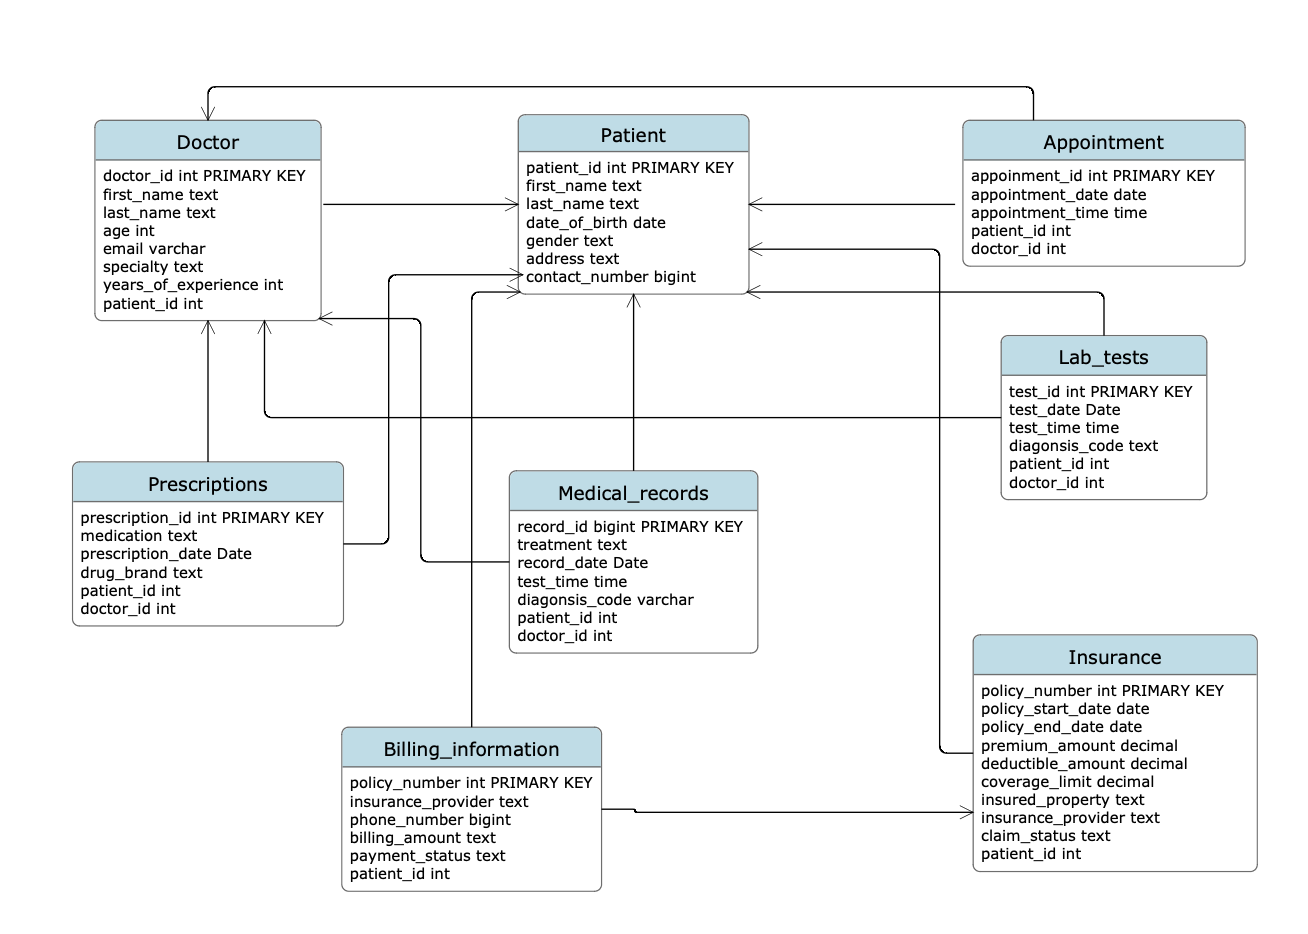 Doctor
doctor_id int PRIMARY KEY
first_name text
last_name text
age int
email varchar
specialty text
years_of_experience int
patient_id int
Patient
patient_id int PRIMARY KEY
first_name text
last_name text
date_of_birth date
gender text
address text
contact_number bigint
Appointment
appoinment_id int PRIMARY KEY
appointment_date date
appointment_time time
patient_id int
doctor_id int
Lab_tests
test_id int PRIMARY KEY
test_date Date
test_time time
diagonsis_code text
patient_id int
doctor_id int
Prescriptions
prescription_id int PRIMARY KEY
medication text
prescription_date Date
drug_brand text
patient_id int
doctor_id int
Medical_records
record_id bigint PRIMARY KEY
treatment text
record_date Date
test_time time
diagonsis_code varchar
patient_id int
doctor_id int
Insurance
policy_number int PRIMARY KEY
policy_start_date date
policy_end_date date
premium_amount decimal
deductible_amount decimal
coverage_limit decimal
insured_property text
insurance_provider text
claim_status text
patient_id int
Billing_information
policy_number int PRIMARY KEY
insurance_provider text
phone_number bigint
billing_amount text
payment_status text
patient_id int